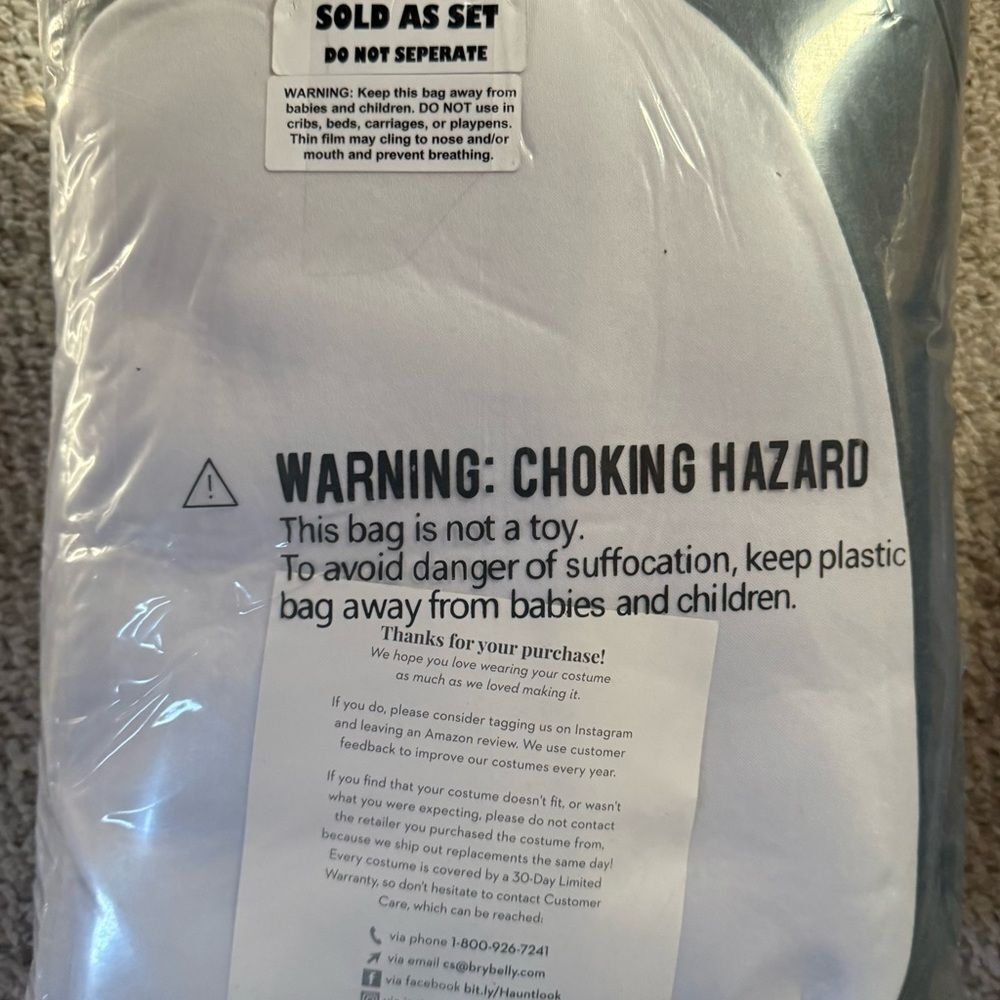 SOLD AS SET
DO NOT SEPERATE
WARNING: Keep this bag away from
babies and children. DO NOT use in
cribs, beds, carriages, or playpens.
Thin film may cling to nose and/or
mouth and prevent breathing.
WARNING: CHOKING HAZARD
This bag is not a toy.
To avoid danger of suffocation, keep plastic
bag away from babies and children.
Thanks for your purchase!
We hope you love wearing your costume
as much as we loved making it.
If you do, please consider tagging us on Instagram
and leaving an Amazon review. We use customer
feedback to improve our costumes every year.
If you find that your costume doesn't fit, or wasn't
what you were expecting, please do not contact
the retailer you purchased the costume from,
because we ship out replacements the same day!
Every costume is covered by a 30-Day Limited
Warranty, so don't hesitate to contact Customer
Care, which can be reached:
via phone 1-800-926-7241
via email cs@brybelly.com
via facebook bit.ly/Hauntlook